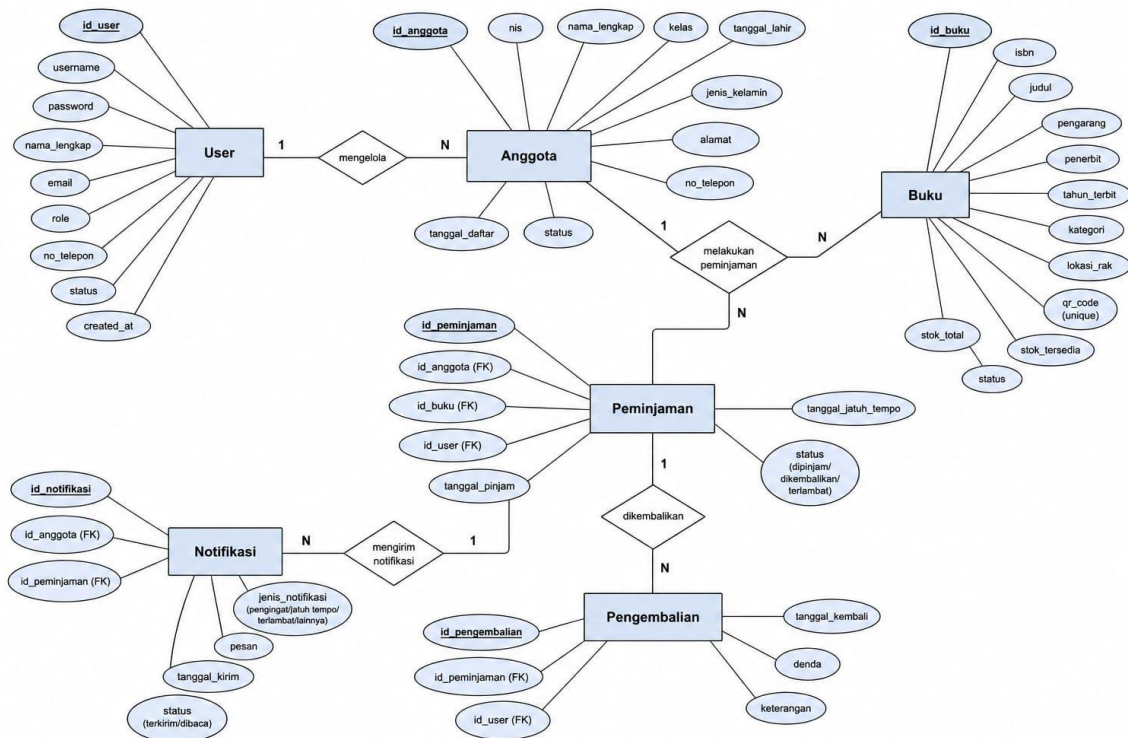 id_user
username
password
nama_lengkap
email
role
no_telepon
status
created_at
User
1
mengelola
N
id_anggota
nis
nama_lengkap
kelas
tanggal_lahir
jenis_kelamin
alamat
no_telepon
Anggota
tanggal_daftar
status
1
melakukan
peminjaman
N
N
id_buku
isbn
judul
pengarang
penerbit
tahun_terbit
kategori
lokasi_rak
qr_code
(unique)
stok_tersedia
stok_total
status
Buku
id_peminjaman
id_anggota (FK)
id_buku (FK)
id_user (FK)
tanggal_pinjam
Peminjaman
tanggal_jatuh_tempo
status
(dipinjam/
dikembalikan/
terlambat)
1
dikembalikan
N
id_notifikasi
id_anggota (FK)
id_peminjaman (FK)
Notifikasi
N
mengirim
notifikasi
1
jenis_notifikasi
(pengingat/jatuh tempo/
terlambat/lainnya)
pesan
tanggal_kirim
status
(terkirim/dibaca)
Pengembalian
id_pengembalian
id_peminjaman (FK)
id_user (FK)
tanggal_kembali
denda
keterangan